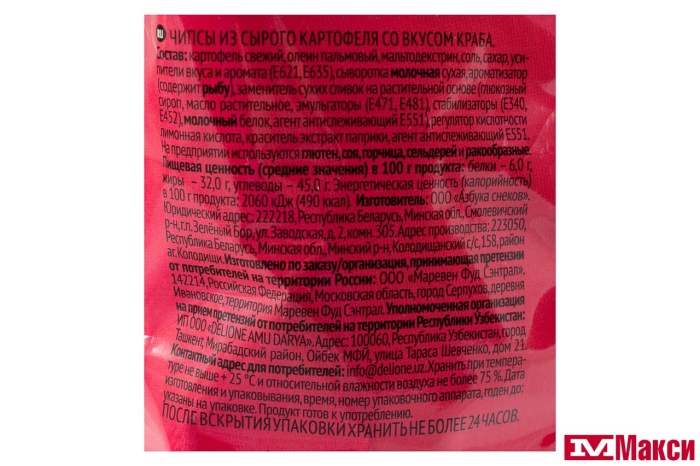 RU ЧИПСЫ ИЗ СЫРОГО КАРТОФЕЛЯ СО ВКУСОМ КРАБА.
Состав: картофель свежий, олеин пальмовый, мальтодекстрин, соль, сахар, уси-
лители вкуса и аромата (Е621, Е635), сыворотка молочная сухая, ароматизатор
(содержит рыбу), заменитель сухих сливок на растительной основе (глюкозный
сироп, масло растительное, эмульгаторы (Е471, Е481), стабилизаторы (Е340,
Е452), молочный белок, агент антислеживающий Е551), регулятор кислотности
лимонная кислота, краситель экстракт паприки, агент антислеживающий Е551.
На предприятии используются глютен, соя, горчица, сельдерей и ракообразные.
Пищевая ценность (средние значения) в 100 г продукта: белки – 6,0 г,
жиры – 32,0 г, углеводы – 45,0 г. Энергетическая ценность (калорийность)
в 100 г продукта: 2060 кДж (490 ккал). Изготовитель: ООО «Азбука снеков».
Юридический адрес: 222218, Республика Беларусь, Минская обл., Смолевичский
р-н, г.п. Зелёный Бор, ул. Заводская, д. 2, комн. 305. Адрес производства: 223050,
Республика Беларусь, Минская обл., Минский р-н, Колодищанский с/с, 158, район
аг. Колодищи. Изготовлено по заказу/организация, принимающая претензии
от потребителей на территории России: ООО «Маревен Фуд Сэнтрал»,
142214, Российская Федерация, Московская область, город Серпухов, деревня
Ивановское, территория Маревен Фуд Сэнтрал. Уполномоченная организация
на прием претензий от потребителей на территории Республики Узбекистан:
ИП ООО «DELIONE AMU DARYA». Адрес: 100060, Республика Узбекистан, город
Ташкент, Мирабадский район, Ойбек МФЙ, улица Тараса Шевченко, дом 21.
Контактный адрес для потребителей: info@delione.uz. Хранить при темпера-
туре не выше + 25 °С и относительной влажности воздуха не более 75 %. Дата
изготовления и упаковывания, время, номер упаковочного аппарата, годен до:
указаны на упаковке. Продукт готов к употреблению.
ПОСЛЕ ВСКРЫТИЯ УПАКОВКИ ХРАНИТЬ НЕ БОЛЕЕ 24 ЧАСОВ.
Макси